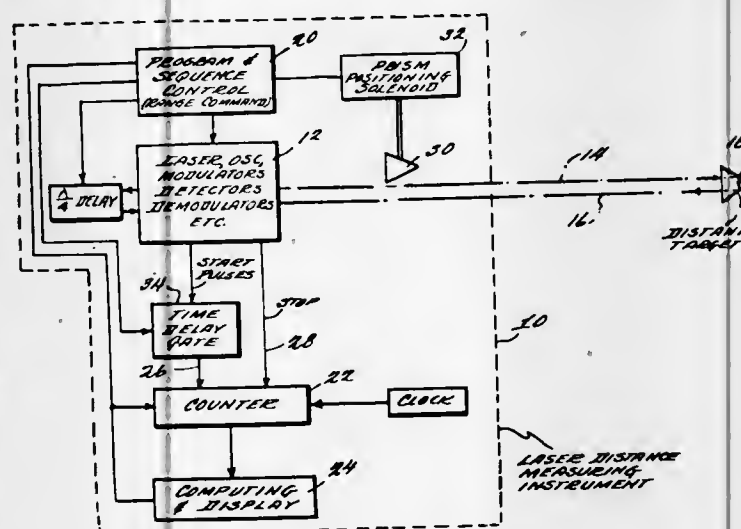 20
32
PROGRAM &
SEQUENCE
CONTROL
(RANGE COMMAND)
PRISM
POSITIONING
SOLENOID
12
30
14
LASER, OSC,
MODULATORS
DETECTORS
DEMODULATORS
ETC.
λ/4 DELAY
16
DISTANC
TARGET
START
PULSES
34
STOP
TIME
DELAY
GATE
28
10
26
22
COUNTER
CLOCK
24
LASER DISTANCE
MEASURING
INSTRUMENT
COMPUTING
& DISPLAY